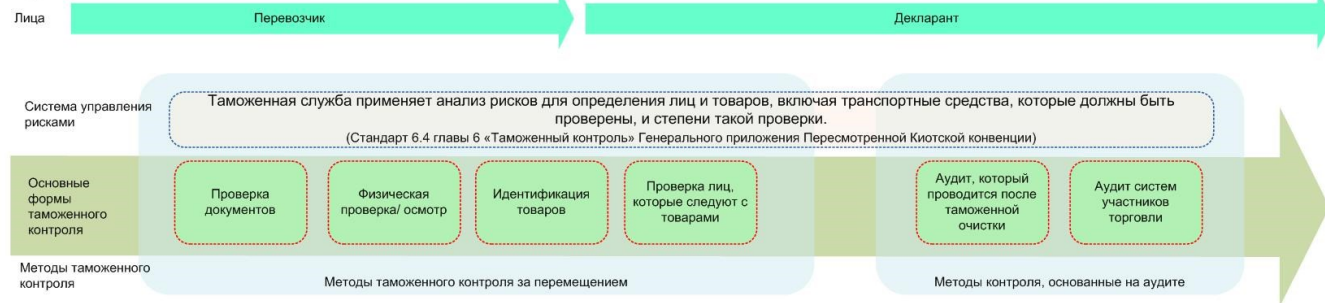 Лица
Перевозчик
Декларант
Система управления
рисками
Таможенная служба применяет анализ рисков для определения лиц и товаров, включая транспортные средства, которые должны быть
проверены, и степени такой проверки.
(Стандарт 6.4 главы 6 «Таможенный контроль» Генерального приложения Пересмотренной Киотской конвенции)
Основные
формы
таможенного
контроля
Проверка
документов
Физическая
проверка/ осмотр
Идентификация
товаров
Проверка лиц,
которые следуют с
товарами
Аудит, который
проводится после
таможенной
очистки
Аудит систем
участников
торговли
Методы таможенного
контроля
Методы таможенного контроля за перемещением
Методы контроля, основанные на аудите